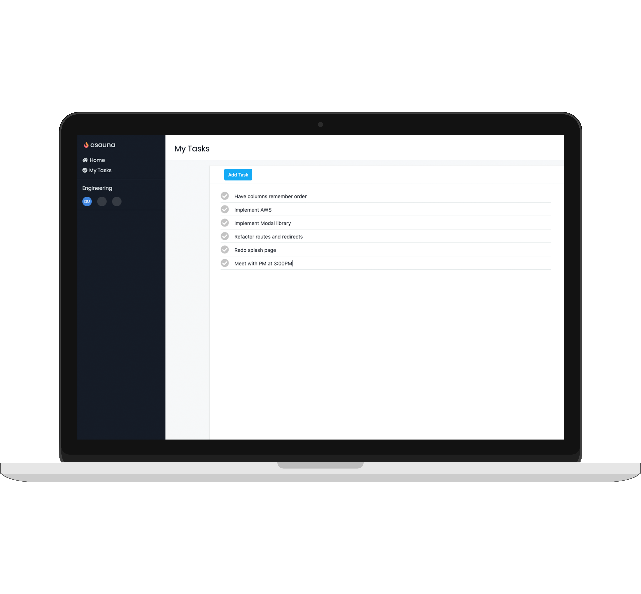 asauna
Home
My Tasks
Engineering
My Tasks
Add Task
Have columns remember order
Implement AWS
Implement Modal library
Refactor routes and redirects
Redo splash page
Meet with PM at 3:00PM